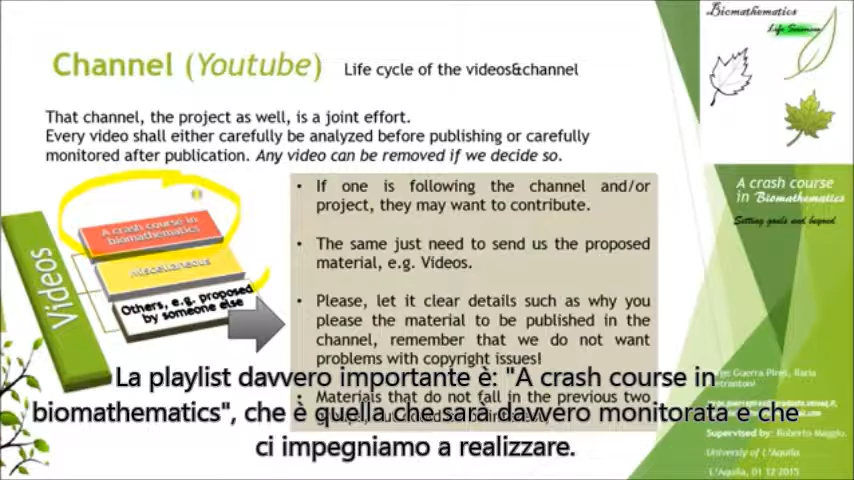 Channel (Youtube)
Life cycle of the videos&channel
That channel, the project as well, is a joint effort.
Every video shall either carefully be analyzed before publishing or carefully
monitored after publication. Any video can be removed if we decide so.
Videos
A crash course in
biomathematics
Miscellaneous
Others, e.g. proposed
by someone else
• If one is following the channel and/or
project, they may want to contribute.
• The same just need to send us the proposed
material, e.g. Videos.
• Please, let it clear details such as why you
please the material to be published in the
channel, remember that we do not want
problems with copyright issues!
• Materials that do not fall in the previous two
La playlist davvero importante è: "A crash course in
biomathematics", che è quella che sarà davvero monitorata e che
ci impegniamo a realizzare.
Biomathematics
Life Sciences
A crash course
in Biomathematics
Setting goals and beyond
Guerra Pires, Ilaria
Supervised by: Roberto Maggio.
University of L'Aquila
L'Aquila, 01 12 2015